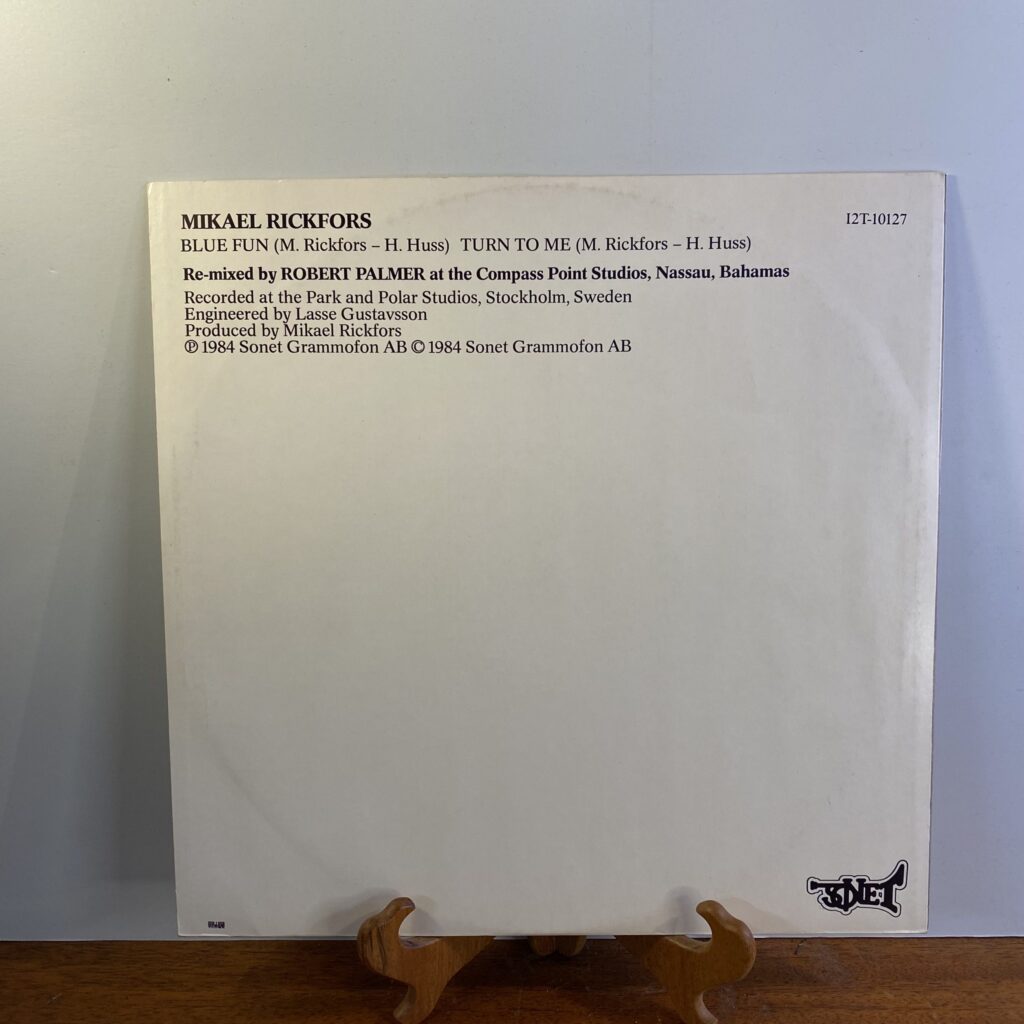 MIKAEL RICKFORS
I2T-10127
BLUE FUN (M. Rickfors – H. Huss) TURN TO ME (M. Rickfors – H. Huss)
Re-mixed by ROBERT PALMER at the Compass Point Studios, Nassau, Bahamas
Recorded at the Park and Polar Studios, Stockholm, Sweden
Engineered by Lasse Gustavsson
Produced by Mikael Rickfors
℗ 1984 Sonet Grammofon AB © 1984 Sonet Grammofon AB
SONET